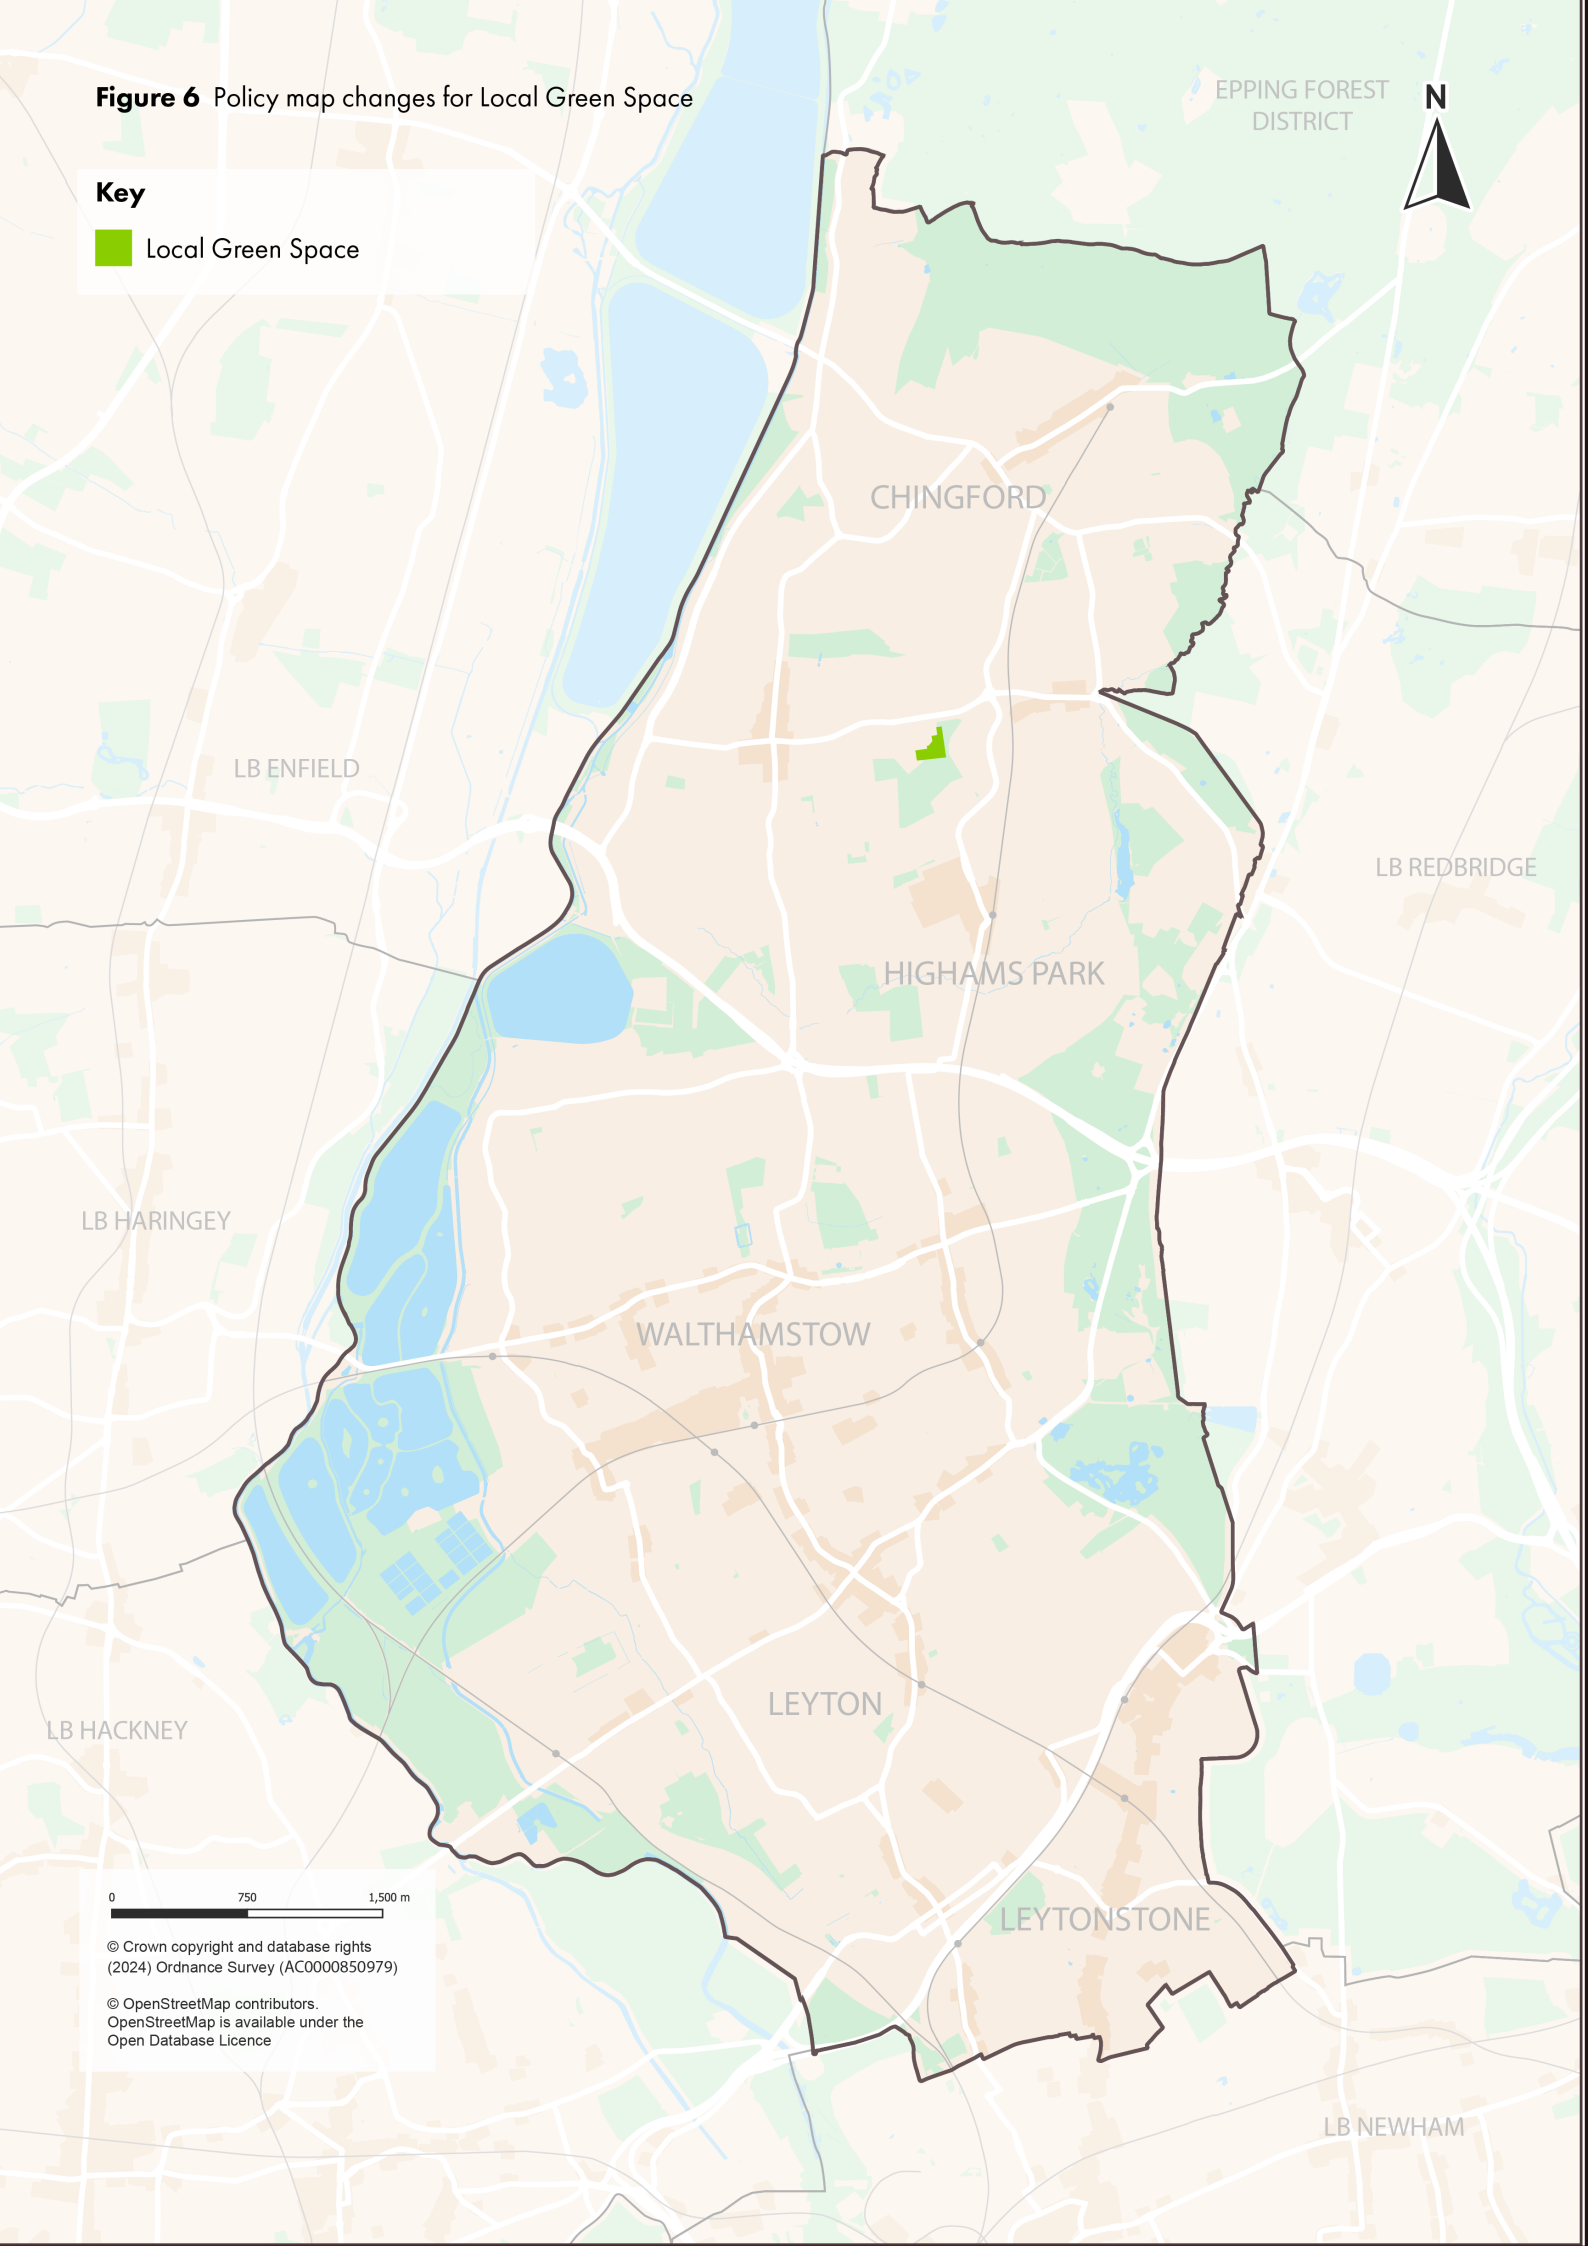 Figure 6 Policy map changes for Local Green Space
EPPING FOREST
DISTRICT
N
Key
Local Green Space
CHINGFORD
LB ENFIELD
LB REDBRIDGE
HIGHAMS PARK
LB HARINGEY
WALTHAMSTOW
LEYTON
LB HACKNEY
LEYTONSTONE
0 750 1,500 m
© Crown copyright and database rights
(2024) Ordnance Survey (AC0000850979)
© OpenStreetMap contributors.
OpenStreetMap is available under the
Open Database Licence
LB NEWHAM